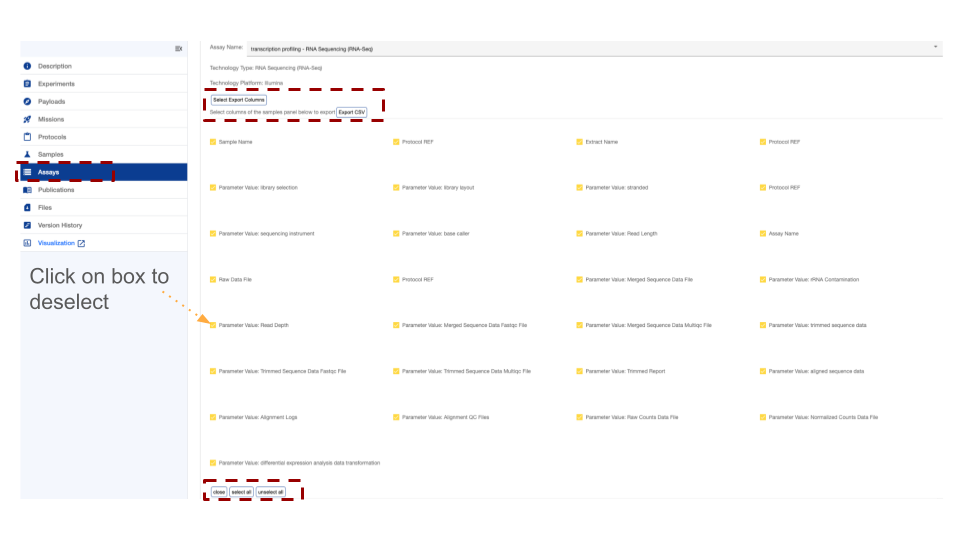 Assay Name: transcription profiling - RNA Sequencing (RNA-Seq)
Description
Technology Type: RNA Sequencing (RNA-Seq)
Experiments
Technology Platform: Illumina
Payloads
Select Export Columns
Missions
Select columns of the samples panel below to export Export CSV
Protocols
Samples
Assays
Publications
Files
Version History
Visualization
Click on box to
deselect
Sample Name Protocol REF Extract Name Protocol REF
Parameter Value: library selection Parameter Value: library layout Parameter Value: stranded Protocol REF
Parameter Value: sequencing instrument Parameter Value: base caller Parameter Value: Read Length Assay Name
Raw Data File Protocol REF Parameter Value: Merged Sequence Data File Parameter Value: rRNA Contamination
Parameter Value: Read Depth Parameter Value: Merged Sequence Data Fastqc File Parameter Value: Merged Sequence Data Multiqc File Parameter Value: trimmed sequence data
Parameter Value: Trimmed Sequence Data Fastqc File Parameter Value: Trimmed Sequence Data Multiqc File Parameter Value: Trimmed Report Parameter Value: aligned sequence data
Parameter Value: Alignment Logs Parameter Value: Alignment QC Files Parameter Value: Raw Counts Data File Parameter Value: Normalized Counts Data File
Parameter Value: differential expression analysis data transformation
close select all unselect all